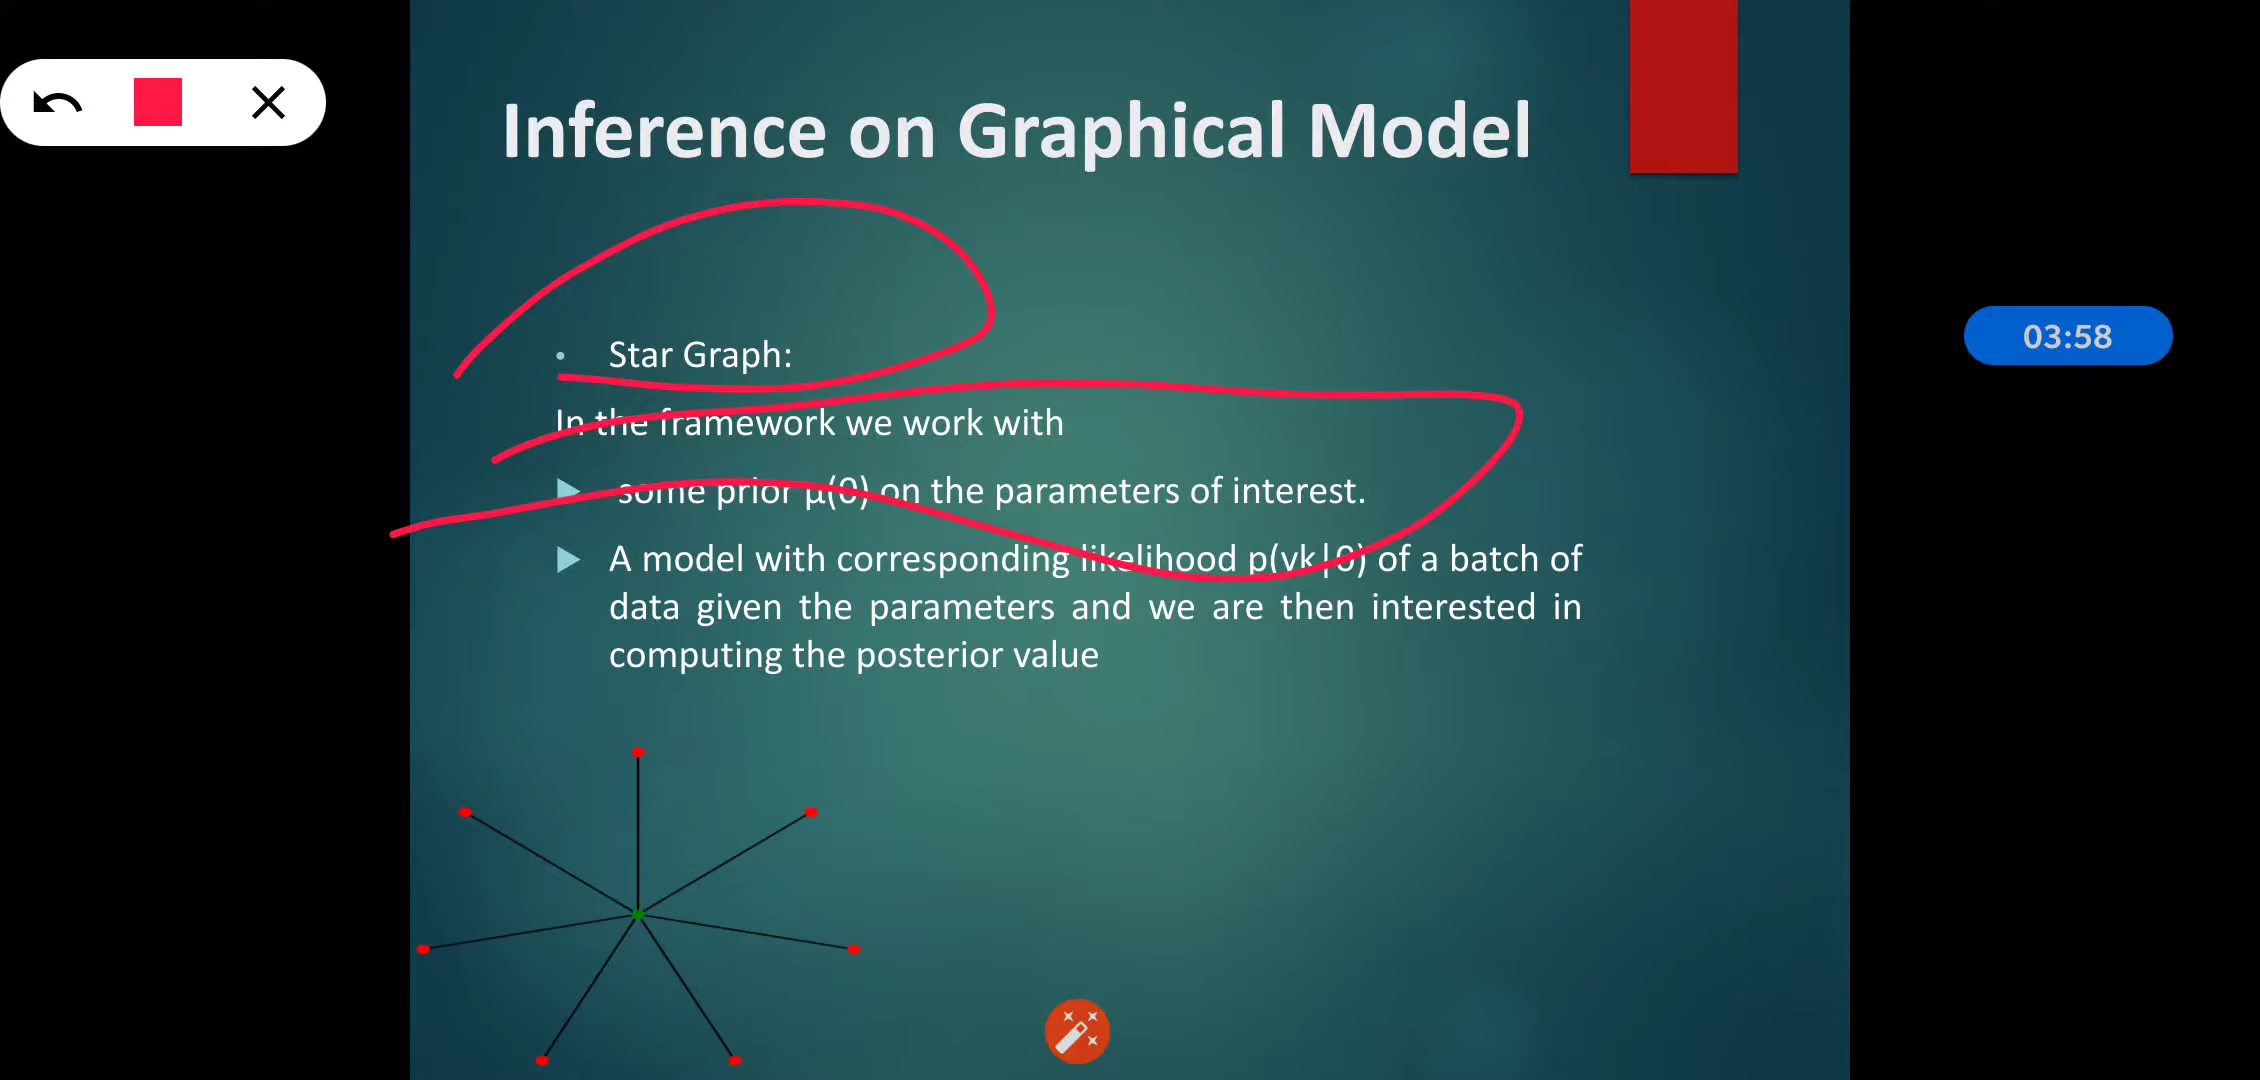 Inference on Graphical Model
03:58
• Star Graph:
In the framework we work with
some prior μ(θ) on the parameters of interest.
A model with corresponding likelihood p(yk|θ) of a batch of
data given the parameters and we are then interested in
computing the posterior value